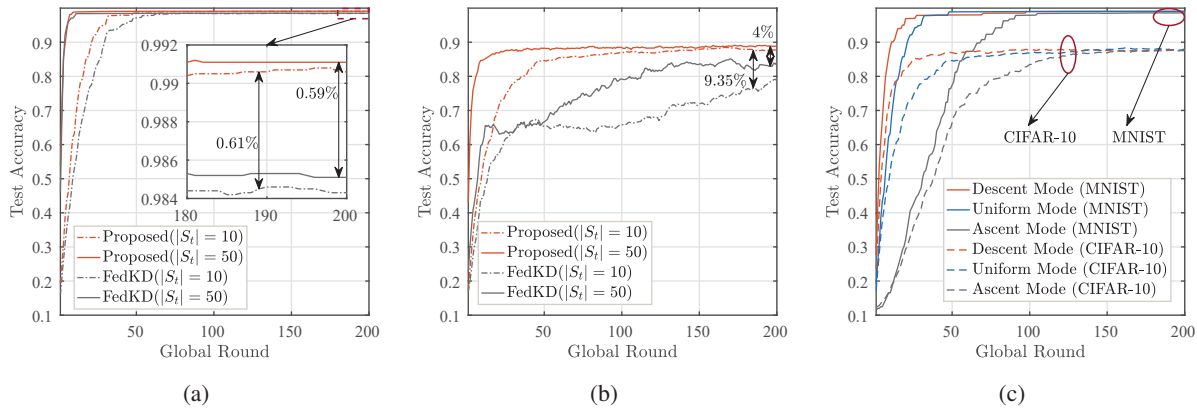 0.9
0.8
0.7
0.6
0.5
0.4
0.3
0.2
0.1
Test Accuracy
0.992
0.99
0.988
0.986
0.984
180
190
200
0.61%
0.59%
Proposed(|S_t| = 10)
Proposed(|S_t| = 50)
FedKD(|S_t| = 10)
FedKD(|S_t| = 50)
50
100
150
200
Global Round
(a)
0.9
0.8
0.7
0.6
0.5
0.4
0.3
0.2
0.1
Test Accuracy
4%
9.35%
Proposed(|S_t| = 10)
Proposed(|S_t| = 50)
FedKD(|S_t| = 10)
FedKD(|S_t| = 50)
50
100
150
200
Global Round
(b)
0.9
0.8
0.7
0.6
0.5
0.4
0.3
0.2
0.1
Test Accuracy
CIFAR-10
MNIST
Descent Mode (MNIST)
Uniform Mode (MNIST)
Ascent Mode (MNIST)
Descent Mode (CIFAR-10)
Uniform Mode (CIFAR-10)
Ascent Mode (CIFAR-10)
50
100
150
200
Global Round
(c)